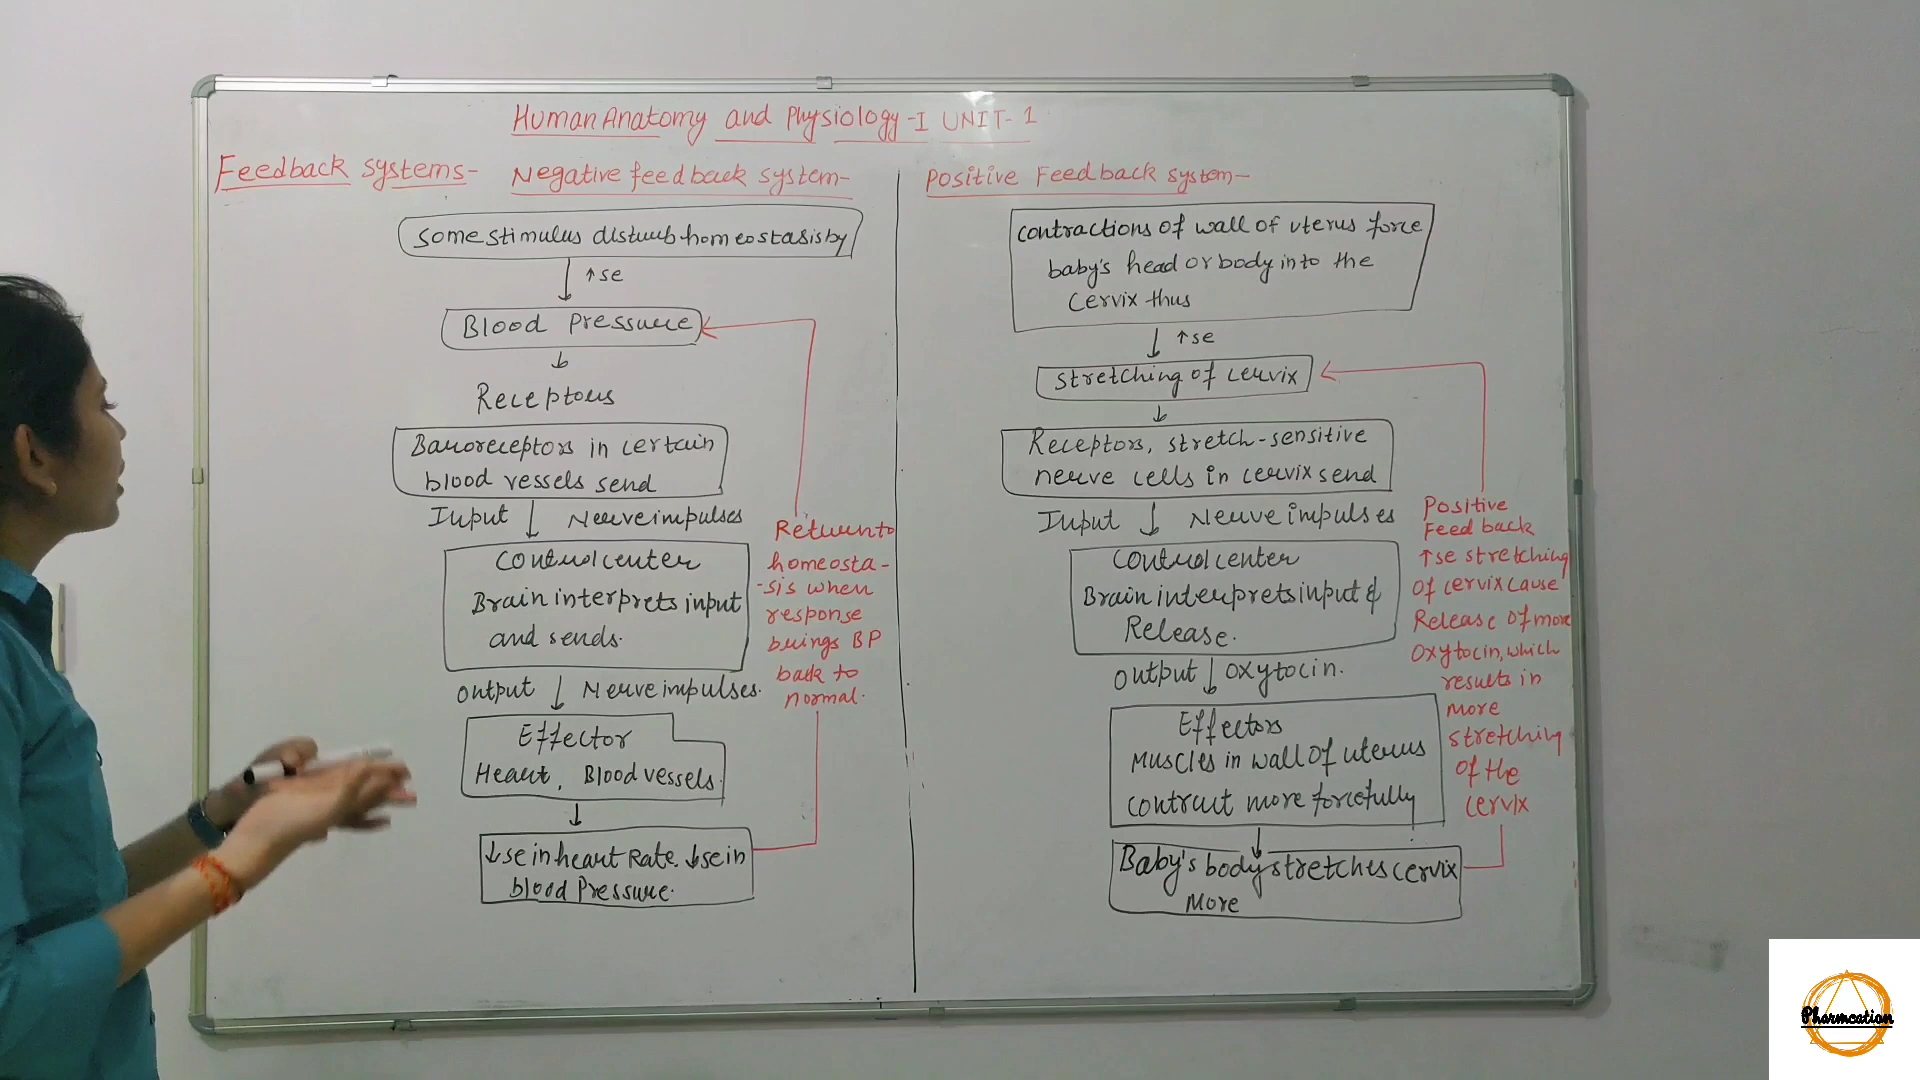 Human Anatomy and Physiology-I UNIT-1
Feedback systems-
Negative feedback system-
some stimulus disturb homeostasis by
↑se
Blood Pressure
Receptors
Baroreceptors in certain
blood vessels send
Input
Nerve impulses
Control center
Brain interprets input
and sends.
Output
Nerve impulses.
Effector
Heart, Blood vessels.
↓se in heart Rate. ↓se in
blood Pressure.
Return to
homeosta-
-sis when
response
brings BP
back to
normal.
Positive Feedback system-
contractions of wall of uterus force
baby's head or body into the
cervix thus
↑se
stretching of cervix
Receptors, stretch-sensitive
nerve cells in cervix send
Input
Nerve impulses
Control center
Brain interprets input &
Release.
Output
Oxytocin.
Effectors
Muscles in wall of uterus
contract more forcefully
Baby's body stretches cervix
More
Positive
Feedback
↑se stretching
of cervix cause
Release of more
oxytocin, which
results in
more
stretching
of the
cervix
Pharmcation